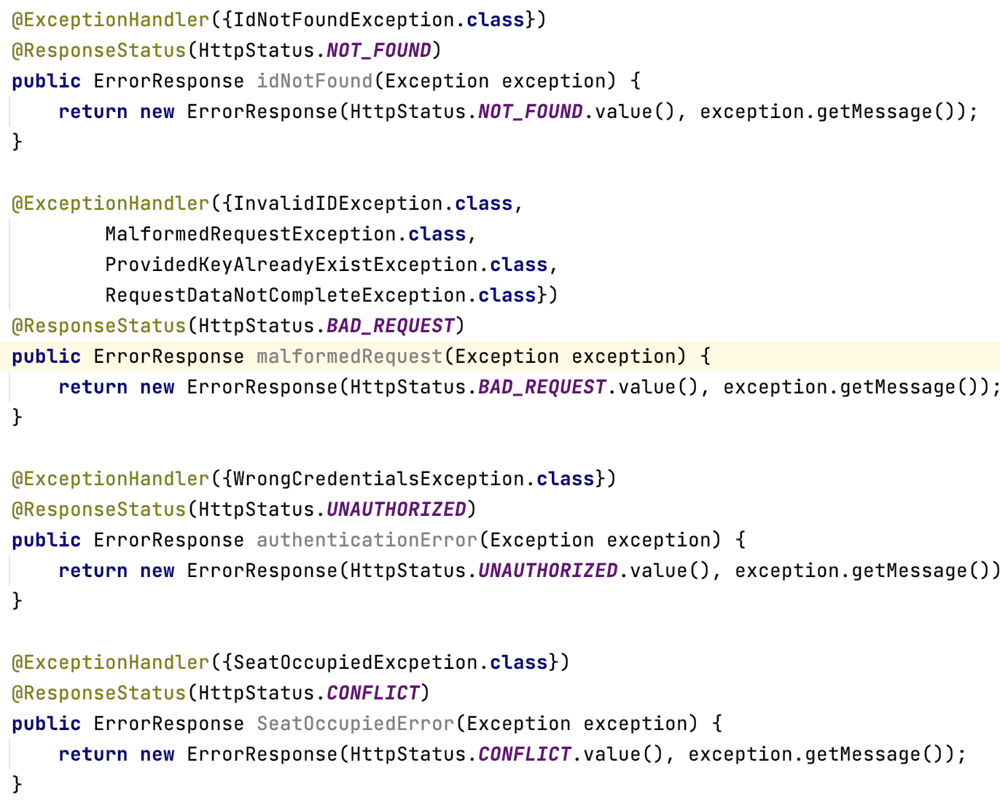 @ExceptionHandler({IdNotFoundException.class})
@ResponseStatus(HttpStatus.NOT_FOUND)
public ErrorResponse idNotFound(Exception exception) {
    return new ErrorResponse(HttpStatus.NOT_FOUND.value(), exception.getMessage());
}

@ExceptionHandler({InvalidIDException.class,
        MalformedRequestException.class,
        ProvidedKeyAlreadyExistException.class,
        RequestDataNotCompleteException.class})
@ResponseStatus(HttpStatus.BAD_REQUEST)
public ErrorResponse malformedRequest(Exception exception) {
    return new ErrorResponse(HttpStatus.BAD_REQUEST.value(), exception.getMessage());
}

@ExceptionHandler({WrongCredentialsException.class})
@ResponseStatus(HttpStatus.UNAUTHORIZED)
public ErrorResponse authenticationError(Exception exception) {
    return new ErrorResponse(HttpStatus.UNAUTHORIZED.value(), exception.getMessage())
}

@ExceptionHandler({SeatOccupiedExcpetion.class})
@ResponseStatus(HttpStatus.CONFLICT)
public ErrorResponse SeatOccupiedError(Exception exception) {
    return new ErrorResponse(HttpStatus.CONFLICT.value(), exception.getMessage());
}